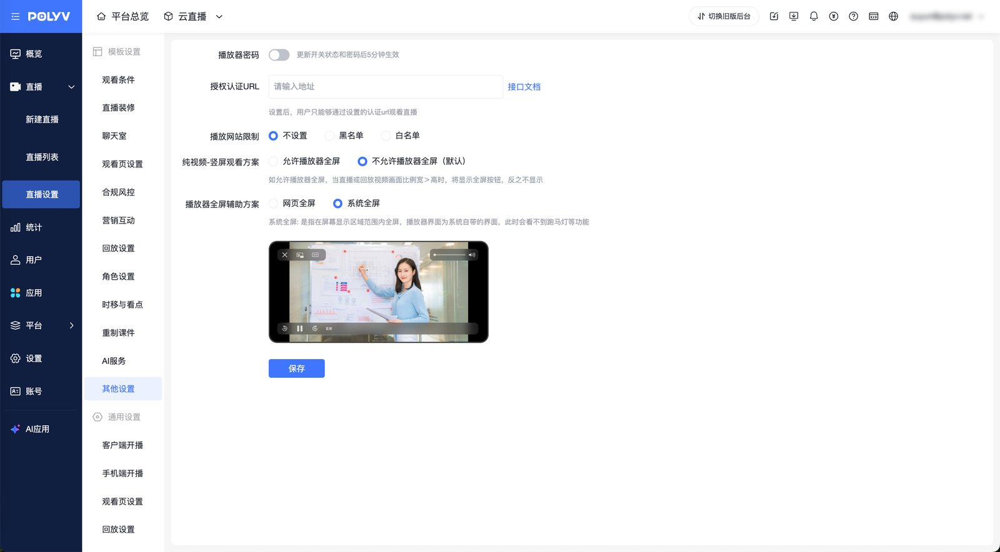 POLYV
平台总览
云直播
切换旧版后台
概览
直播
新建直播
直播列表
直播设置
统计
用户
应用
平台
设置
账号
AI应用
模板设置
观看条件
直播装修
聊天室
观看页设置
合规风控
营销互动
回放设置
角色设置
时移与看点
重制课件
AI服务
其他设置
通用设置
客户端开播
手机端开播
观看页设置
回放设置
播放器密码 更新开关状态和密码后5分钟生效
授权认证URL 请输入地址 接口文档
设置后，用户只能够通过设置的认证url观看直播
播放网站限制 不设置 黑名单 白名单
纯视频-竖屏观看方案 允许播放器全屏 不允许播放器全屏（默认）
如允许播放器全屏，当直播或回放视频画面比例宽＞高时，将显示全屏按钮，反之不显示
播放器全屏辅助方案 网页全屏 系统全屏
系统全屏: 是指在屏幕显示区域范围内全屏，播放器界面为系统自带的界面，此时会看不到跑马灯等功能
直播
保存